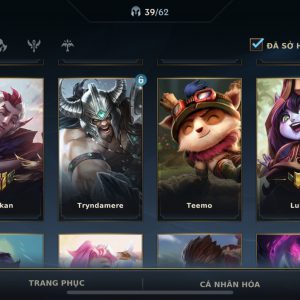 39/62
ĐÃ SỞ H
6
kan
Tryndamere
Teemo
Lu
TRANG PHỤC
CÁ NHÂN HÓA